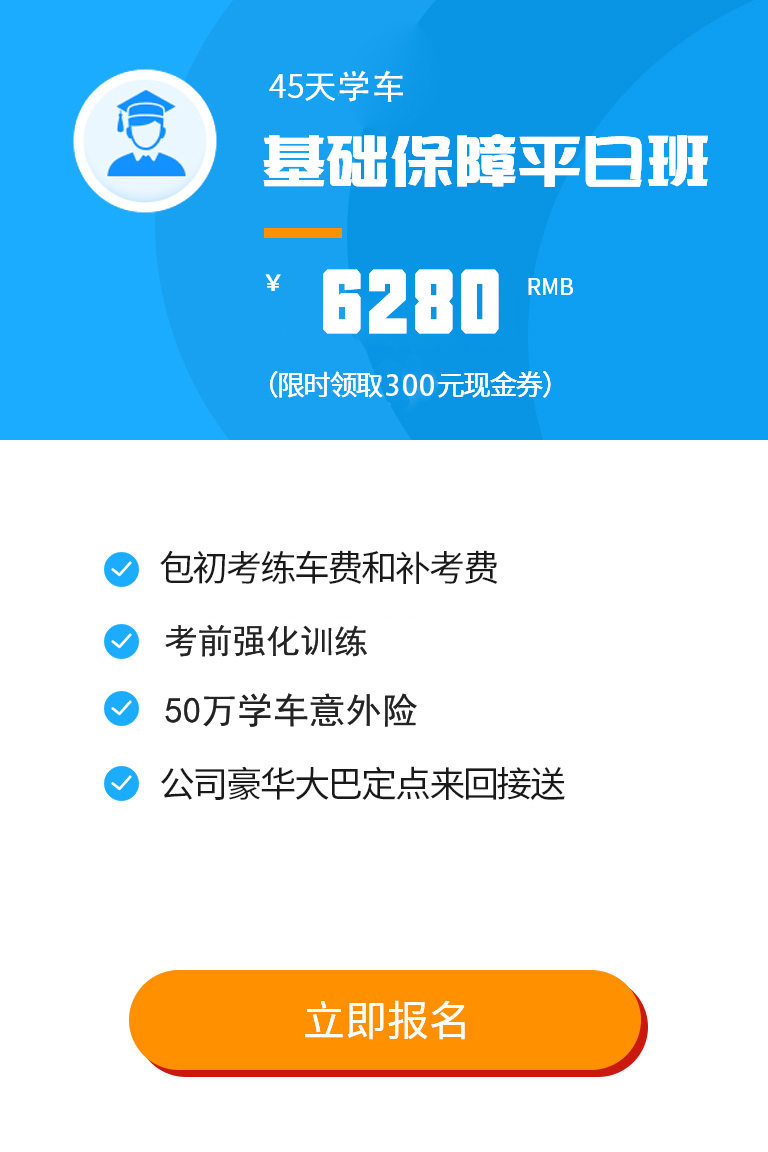 45天学车
基础保障平日班
¥ 6280 RMB
（限时领取300元现金券）
包初考练车费和补考费
考前强化训练
50万学车意外险
公司豪华大巴定点来回接送
立即报名